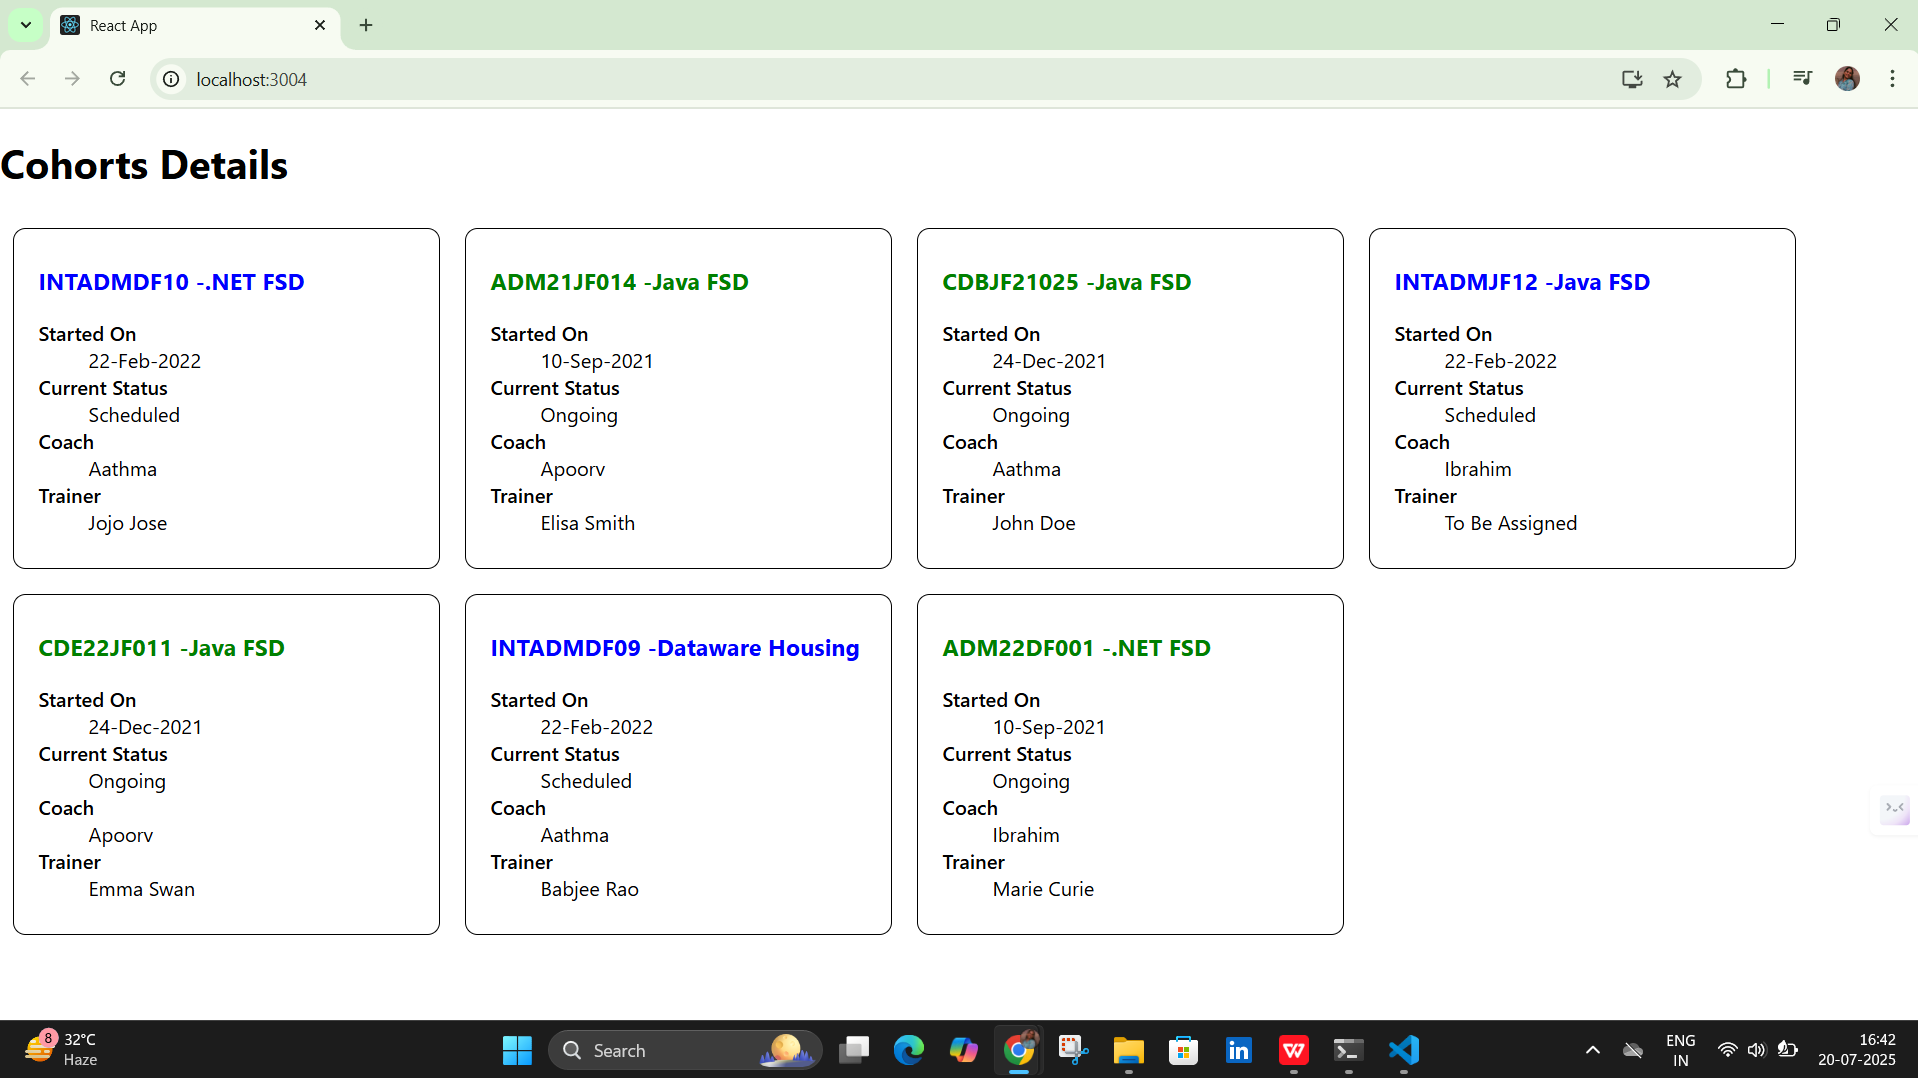 React App
localhost:3004
Cohorts Details
INTADMDF10 -.NET FSD
Started On
22-Feb-2022
Current Status
Scheduled
Coach
Aathma
Trainer
Jojo Jose
ADM21JF014 -Java FSD
Started On
10-Sep-2021
Current Status
Ongoing
Coach
Apoorv
Trainer
Elisa Smith
CDBJF21025 -Java FSD
Started On
24-Dec-2021
Current Status
Ongoing
Coach
Aathma
Trainer
John Doe
INTADMJF12 -Java FSD
Started On
22-Feb-2022
Current Status
Scheduled
Coach
Ibrahim
Trainer
To Be Assigned
CDE22JF011 -Java FSD
Started On
24-Dec-2021
Current Status
Ongoing
Coach
Apoorv
Trainer
Emma Swan
INTADMDF09 -Dataware Housing
Started On
22-Feb-2022
Current Status
Scheduled
Coach
Aathma
Trainer
Babjee Rao
ADM22DF001 -.NET FSD
Started On
10-Sep-2021
Current Status
Ongoing
Coach
Ibrahim
Trainer
Marie Curie
8
32°C
Haze
Search
in
W
ENG
IN
16:42
20-07-2025